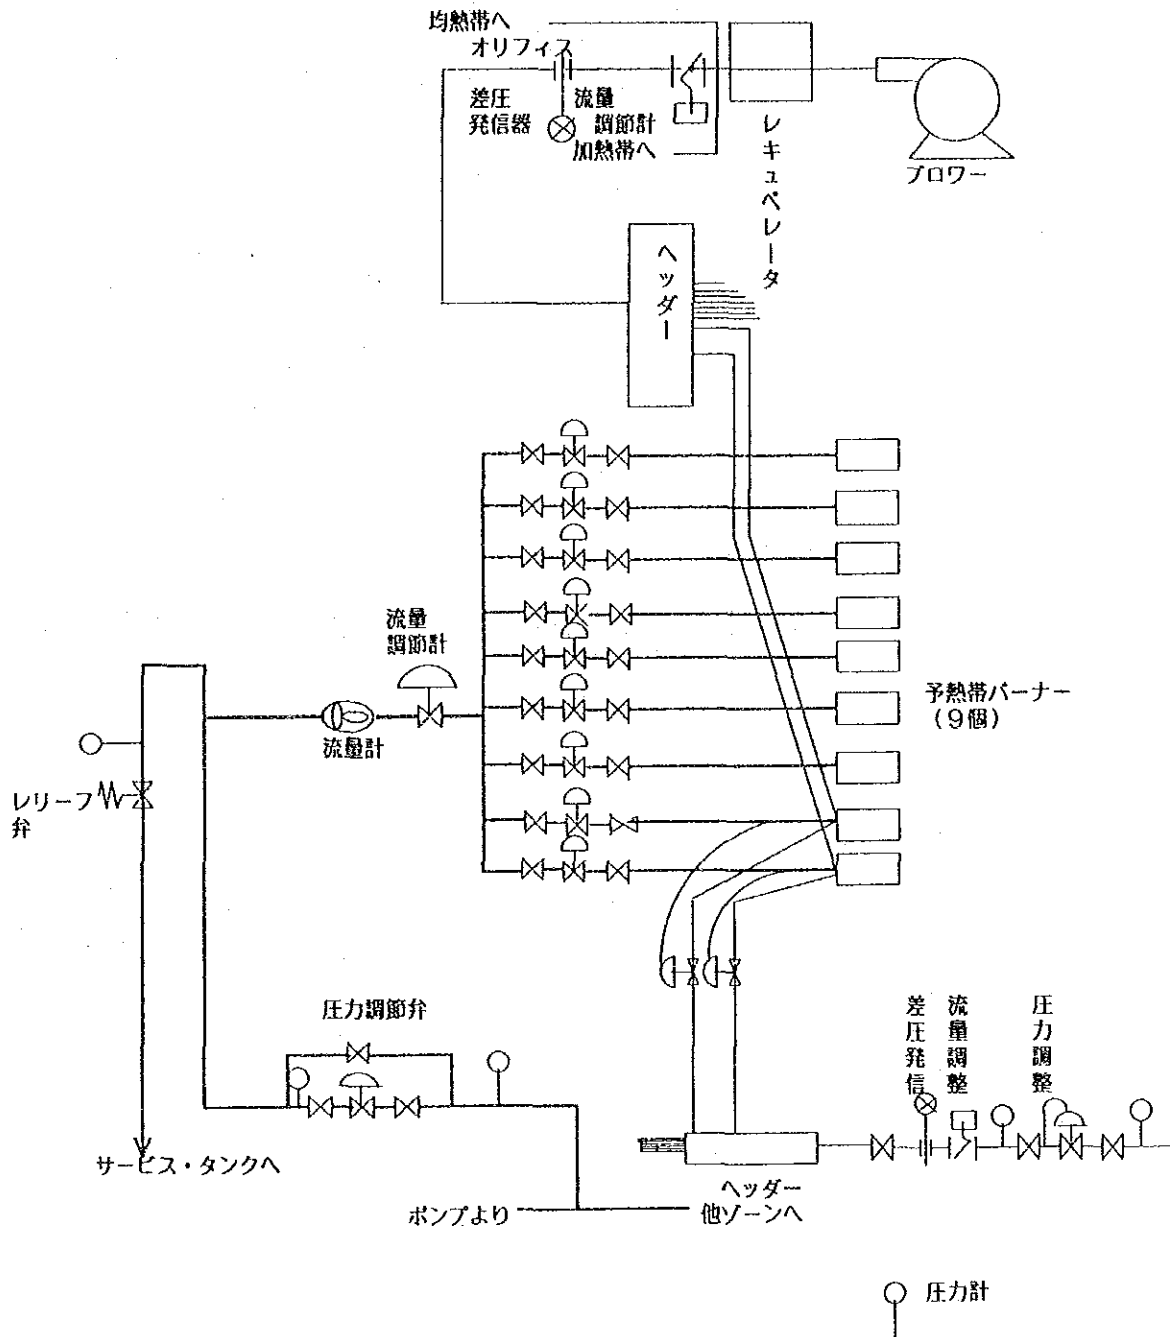 均熱帯へ
オリフィス
差圧
発信器
流量
調節計
加熱帯へ
レキュペレータ
ブロワー
ヘッダー
流量
調節計
流量計
予熱帯バーナー
(9個)
レリーフ
弁
圧力調節弁
差圧発信
流量調整
圧力調整
サービス・タンクへ
ヘッダー
ポンプより
他ゾーンへ
圧力計